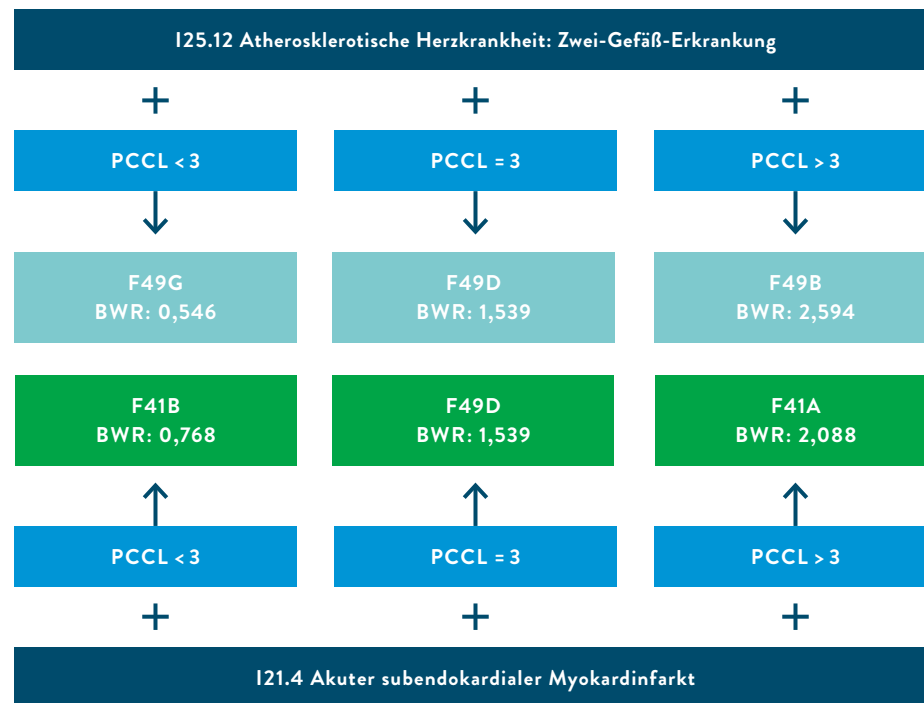 I25.12 Atherosklerotische Herzkrankheit: Zwei-Gefäß-Erkrankung
+ + +
PCCL < 3 PCCL = 3 PCCL > 3
F49G F49D F49B
BWR: 0,546 BWR: 1,539 BWR: 2,594
F41B F49D F41A
BWR: 0,768 BWR: 1,539 BWR: 2,088
PCCL < 3 PCCL = 3 PCCL > 3
+ + +
I21.4 Akuter subendokardialer Myokardinfarkt